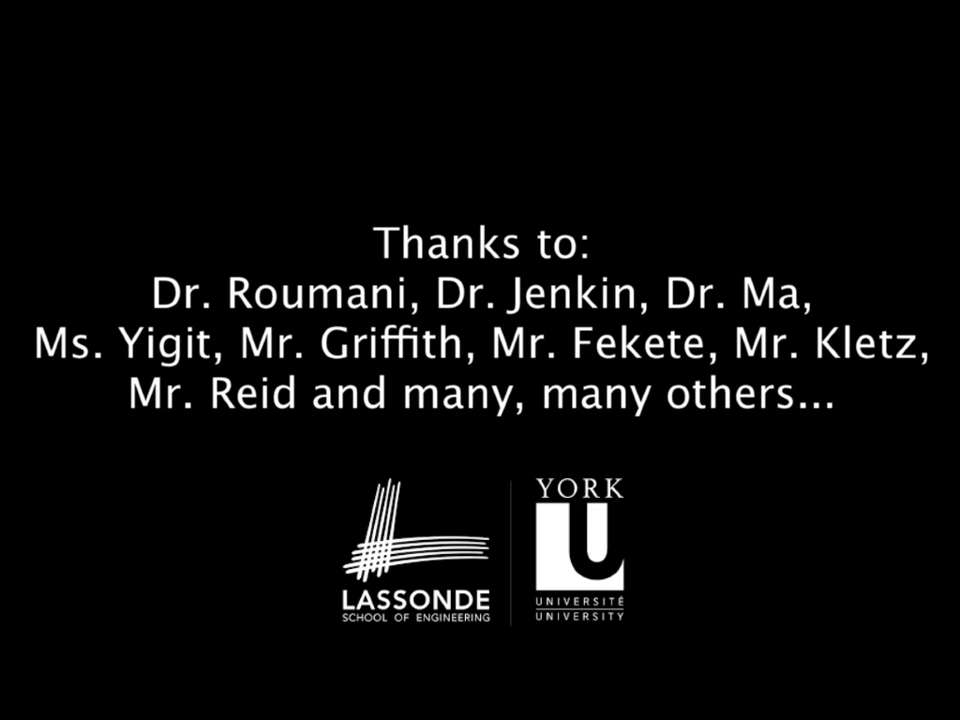 Thanks to:
Dr. Roumani, Dr. Jenkin, Dr. Ma,
Ms. Yigit, Mr. Griffith, Mr. Fekete, Mr. Kletz,
Mr. Reid and many, many others...
LASSONDE
SCHOOL OF ENGINEERING
YORK
U
UNIVERSITÉ
UNIVERSITY